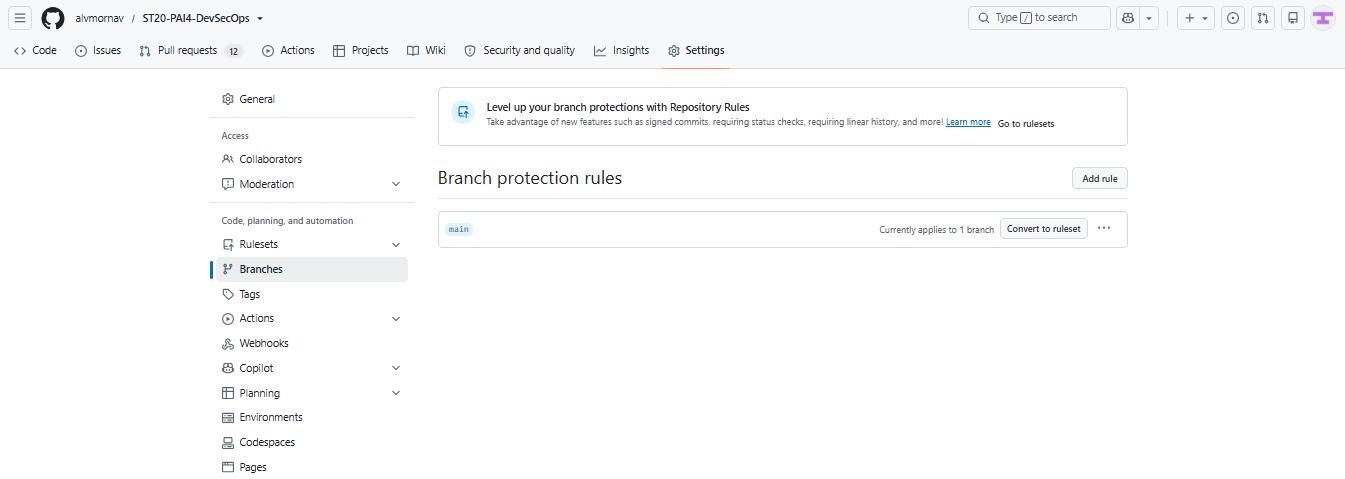 alvmornav / ST20-PAI4-DevSecOps
Type / to search
Code
Issues
Pull requests 12
Actions
Projects
Wiki
Security and quality
Insights
Settings
General
Access
Collaborators
Moderation
Code, planning, and automation
Rulesets
Branches
Tags
Actions
Webhooks
Copilot
Planning
Environments
Codespaces
Pages
Level up your branch protections with Repository Rules
Take advantage of new features such as signed commits, requiring status checks, requiring linear history, and more! Learn more Go to rulesets
Branch protection rules
Add rule
main
Currently applies to 1 branch
Convert to ruleset